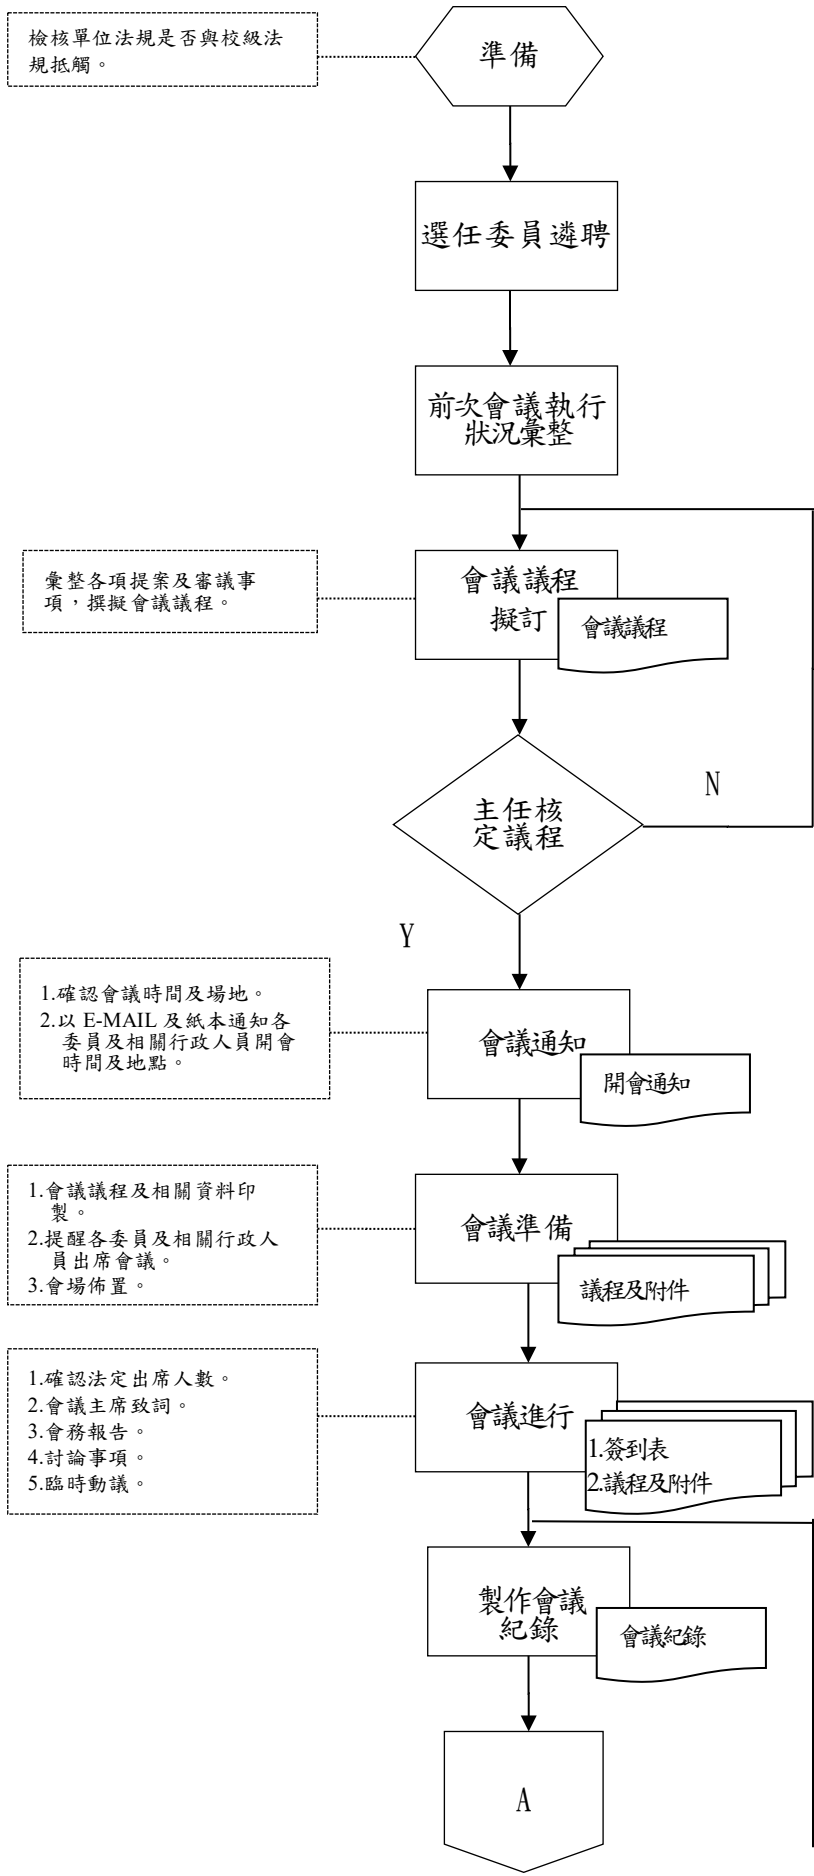 檢核單位法規是否與校級法
規抵觸。
準備
選任委員遴聘
前次會議執行
狀況彙整
彙整各項提案及審議事
項，撰擬會議議程。
會議議程
擬訂
會議議程
主任核
定議程
N
Y
1.確認會議時間及場地。
2.以 E-MAIL 及紙本通知各
委員及相關行政人員開會
時間及地點。
會議通知
開會通知
1.會議議程及相關資料印
製。
2.提醒各委員及相關行政人
員出席會議。
3.會場佈置。
會議準備
議程及附件
1.確認法定出席人數。
2.會議主席致詞。
3.會務報告。
4.討論事項。
5.臨時動議。
會議進行
1.簽到表
2.議程及附件
製作會議
紀錄
會議紀錄
A